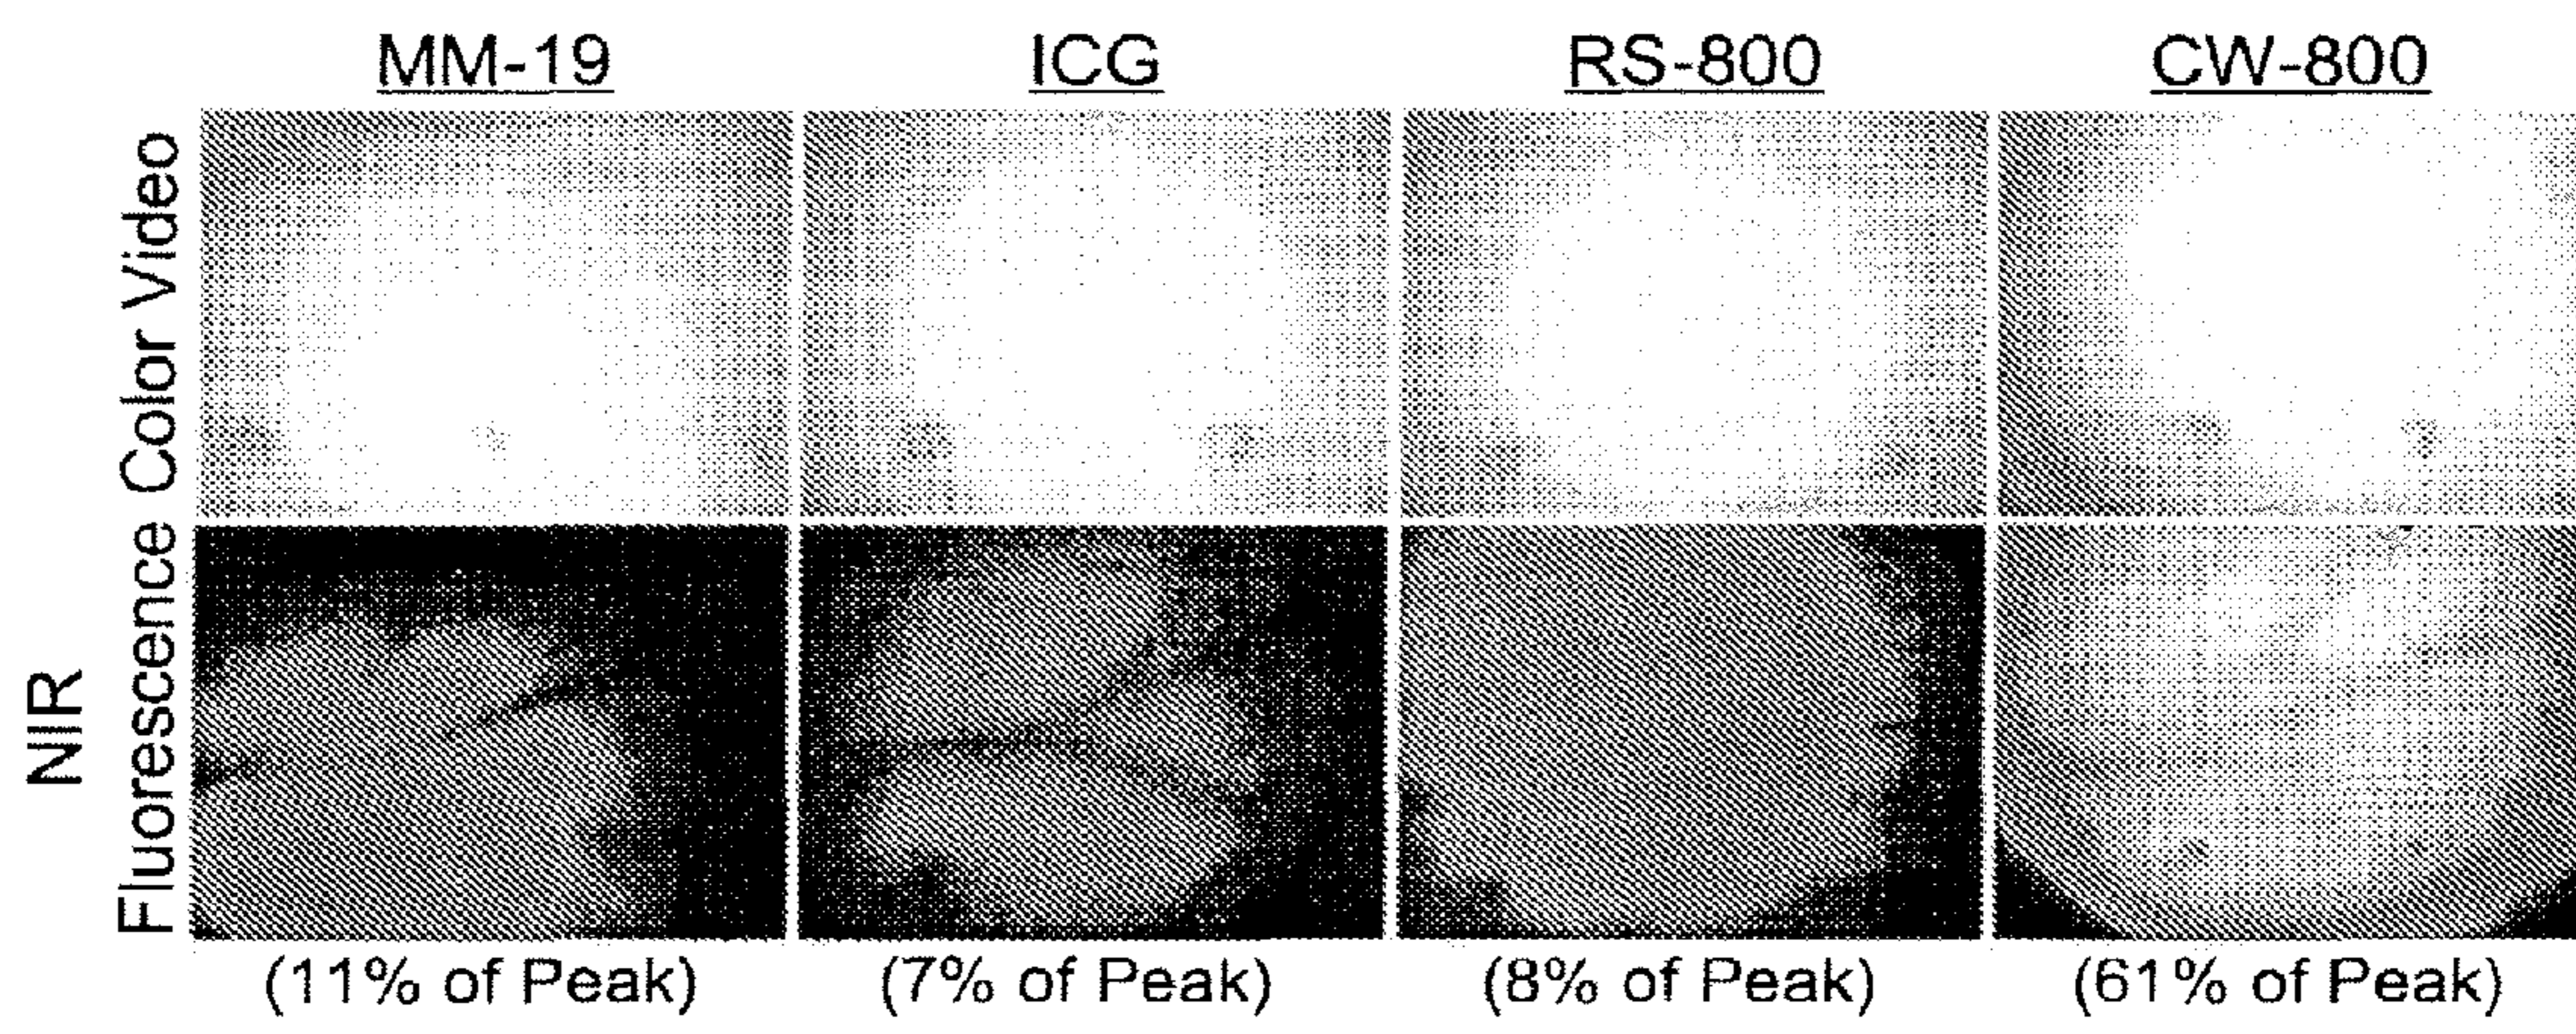 MM-19 ICG RS-800 CW-800
Color Video
NIR
Fluorescence
(11% of Peak) (7% of Peak) (8% of Peak) (61% of Peak)